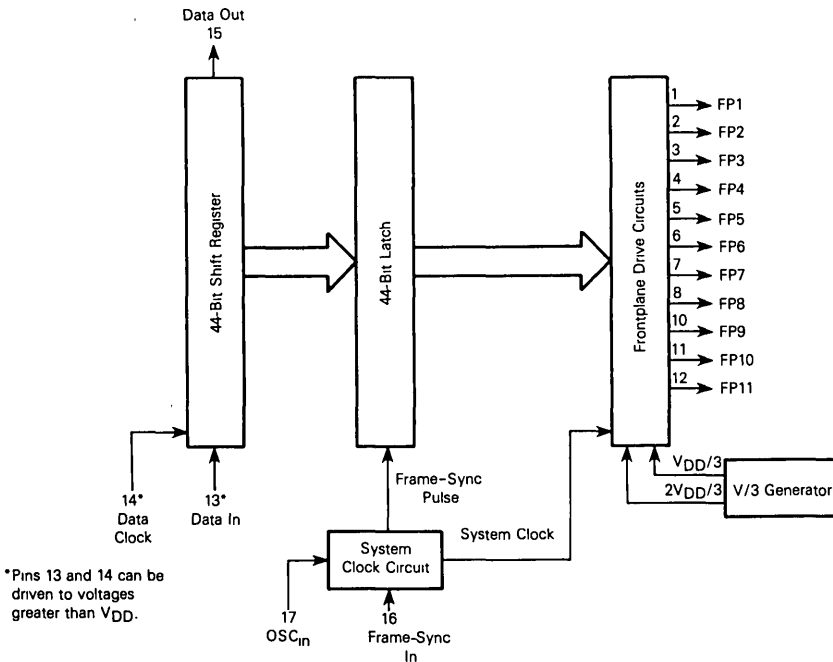 Data Out
15
44-Bit Shift Register
44-Bit Latch
Frontplane Drive Circuits
1
FP1
2
FP2
3
FP3
4
FP4
5
FP5
6
FP6
7
FP7
8
FP8
10
FP9
11
FP10
12
FP11
14*
Data
Clock
13*
Data In
Frame-Sync
Pulse
System Clock
VDD/3
2VDD/3
V/3 Generator
System
Clock Circuit
17
OSCin
16
Frame-Sync
In
*Pins 13 and 14 can be
driven to voltages
greater than VDD.